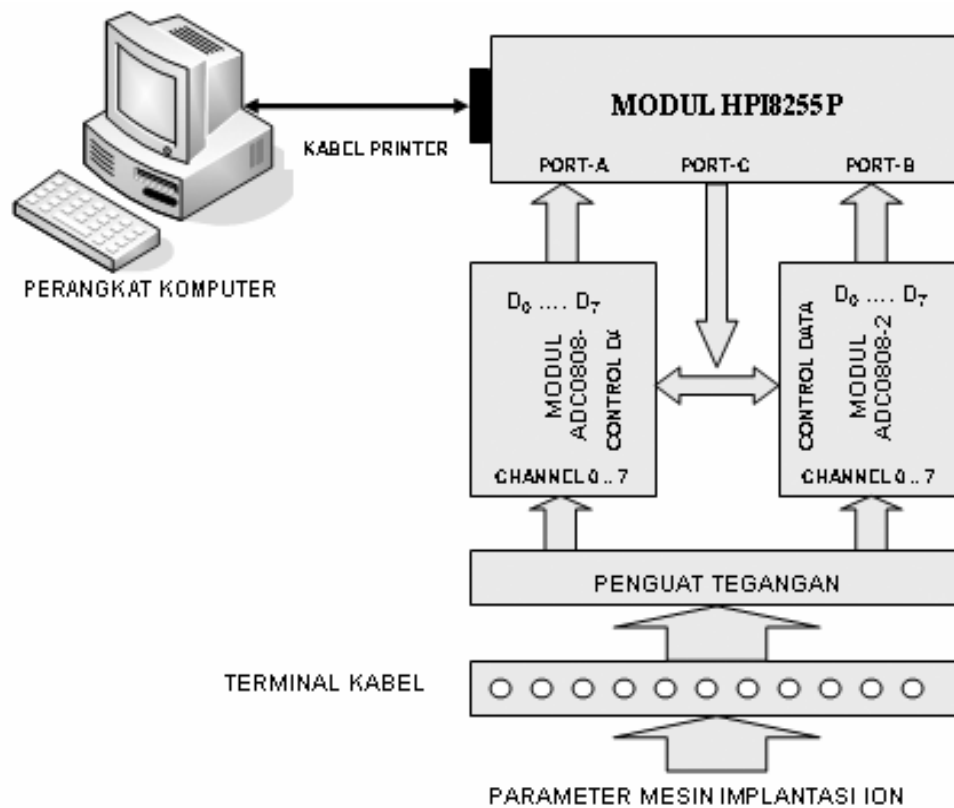 MODUL HPI8255P
KABEL PRINTER
PORT-A PORT-C PORT-B
PERANGKAT KOMPUTER
D₀ .... D₇
MODUL
ADC0808-
CONTROL DA
CHANNEL 0 .. 7
D₀ .... D₇
CONTROL DATA
MODUL
ADC0808-2
CHANNEL 0 .. 7
PENGUAT TEGANGAN
TERMINAL KABEL
PARAMETER MESIN IMPLANTASI ION